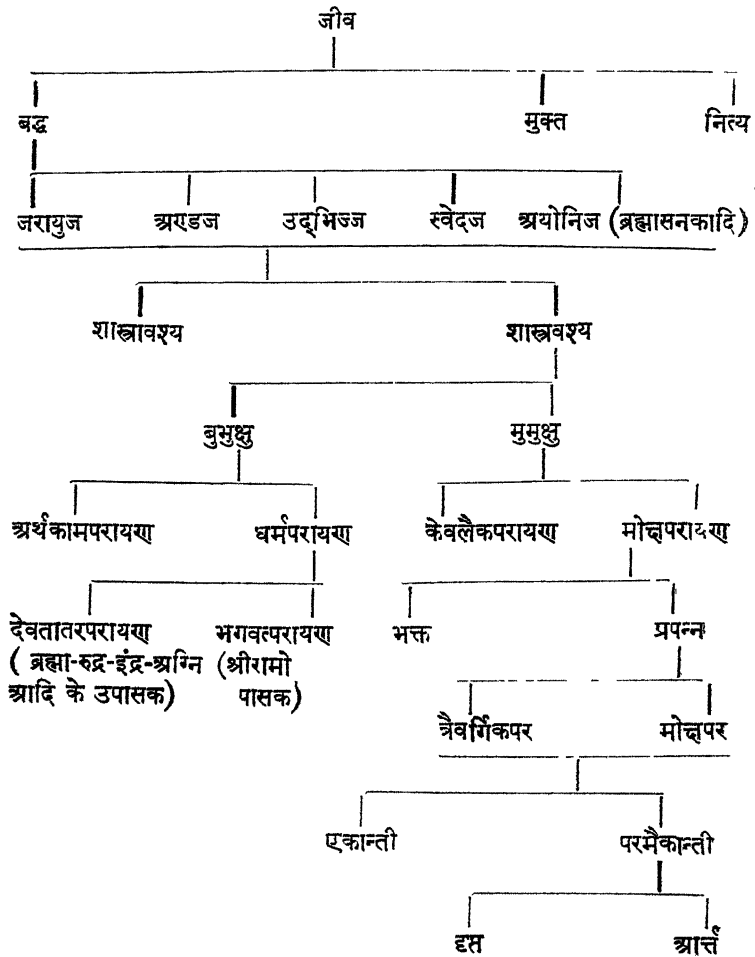 जीव
बद्ध मुक्त नित्य
जरायुज अण्डज उद्भिज्ज स्वेदज अयोनिज (ब्रह्मासनकादि)
शास्त्रावश्य शास्त्रवश्य
बुभुक्षु मुमुक्षु
अर्थकामपरायण धर्मपरायण केवलैकपरायण मोक्षपरायण
देवतातरपरायण भगवत्परायण भक्त प्रपन्न
( ब्रह्मा-रुद्र-इंद्र-अग्नि (श्रीरामो
आदि के उपासक) पासक)
त्रैवर्गिकपर मोक्षपर
एकान्ती परमैकान्ती
दृप्त आर्त्त